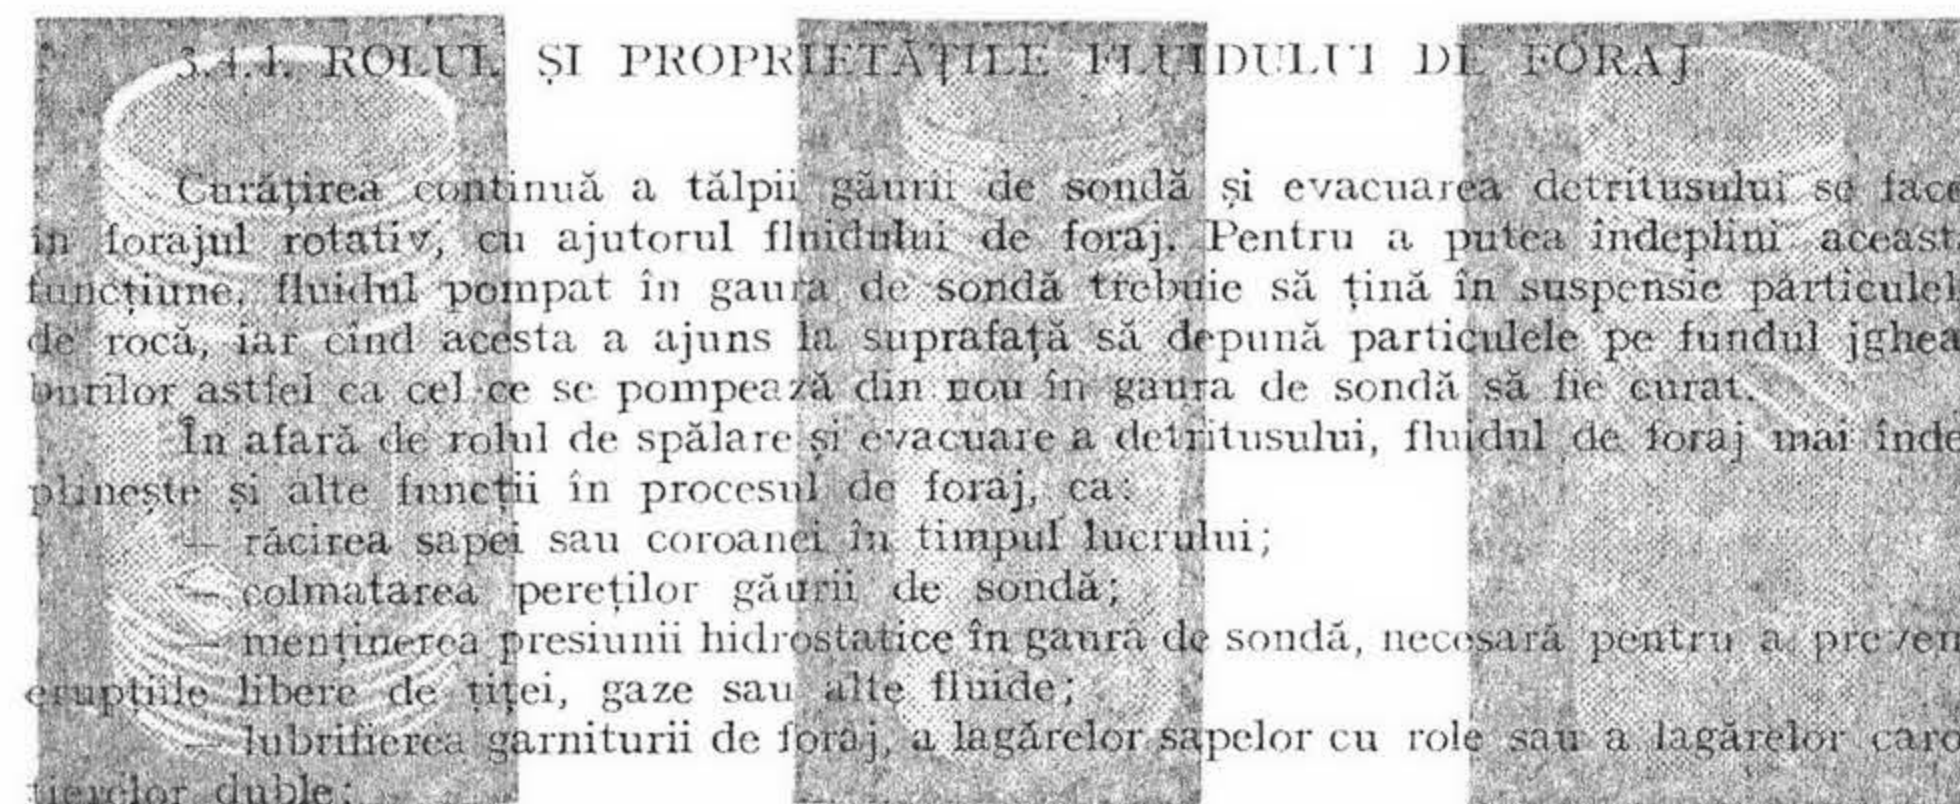 3.4.1. ROLUL ȘI PROPRIETĂȚILE FLUIDULUI DE FORAJ
Curățirea continuă a tălpii găurii de sondă și evacuarea detritusului se face
în forajul rotativ, cu ajutorul fluidului de foraj. Pentru a putea îndeplini aceast
funcțiune, fluidul pompat în gaura de sondă trebuie să țină în suspensie particulel
de rocă, iar cînd acesta a ajuns la suprafață să depună particulele pe fundul jghea
burilor astfel ca cel ce se pompează din nou în gaura de sondă să fie curat.
În afară de rolul de spălare și evacuare a detritusului, fluidul de foraj mai înde
plinește și alte funcții în procesul de foraj, ca:
— răcirea sapei sau coroanei în timpul lucrului;
— colmatarea pereților găurii de sondă;
— menținerea presiunii hidrostatice în gaura de sondă, necesară pentru a preven
erupțiile libere de țiței, gaze sau alte fluide;
— lubrifierea garniturii de foraj, a lagărelor sapelor cu role sau a lagărelor caro
tierelor duble;